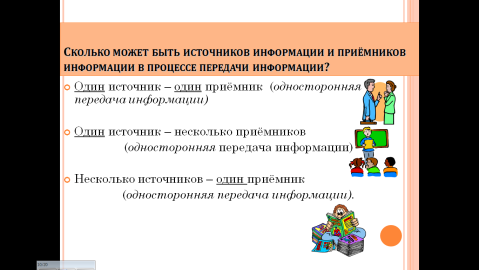 Сколько может быть источников информации и приёмников
информации в процессе передачи информации?
Один источник – один приёмник (односторонняя
передача информации)
Один источник – несколько приёмников
(односторонняя передача информации)
Несколько источников – один приёмник
(односторонняя передача информации).